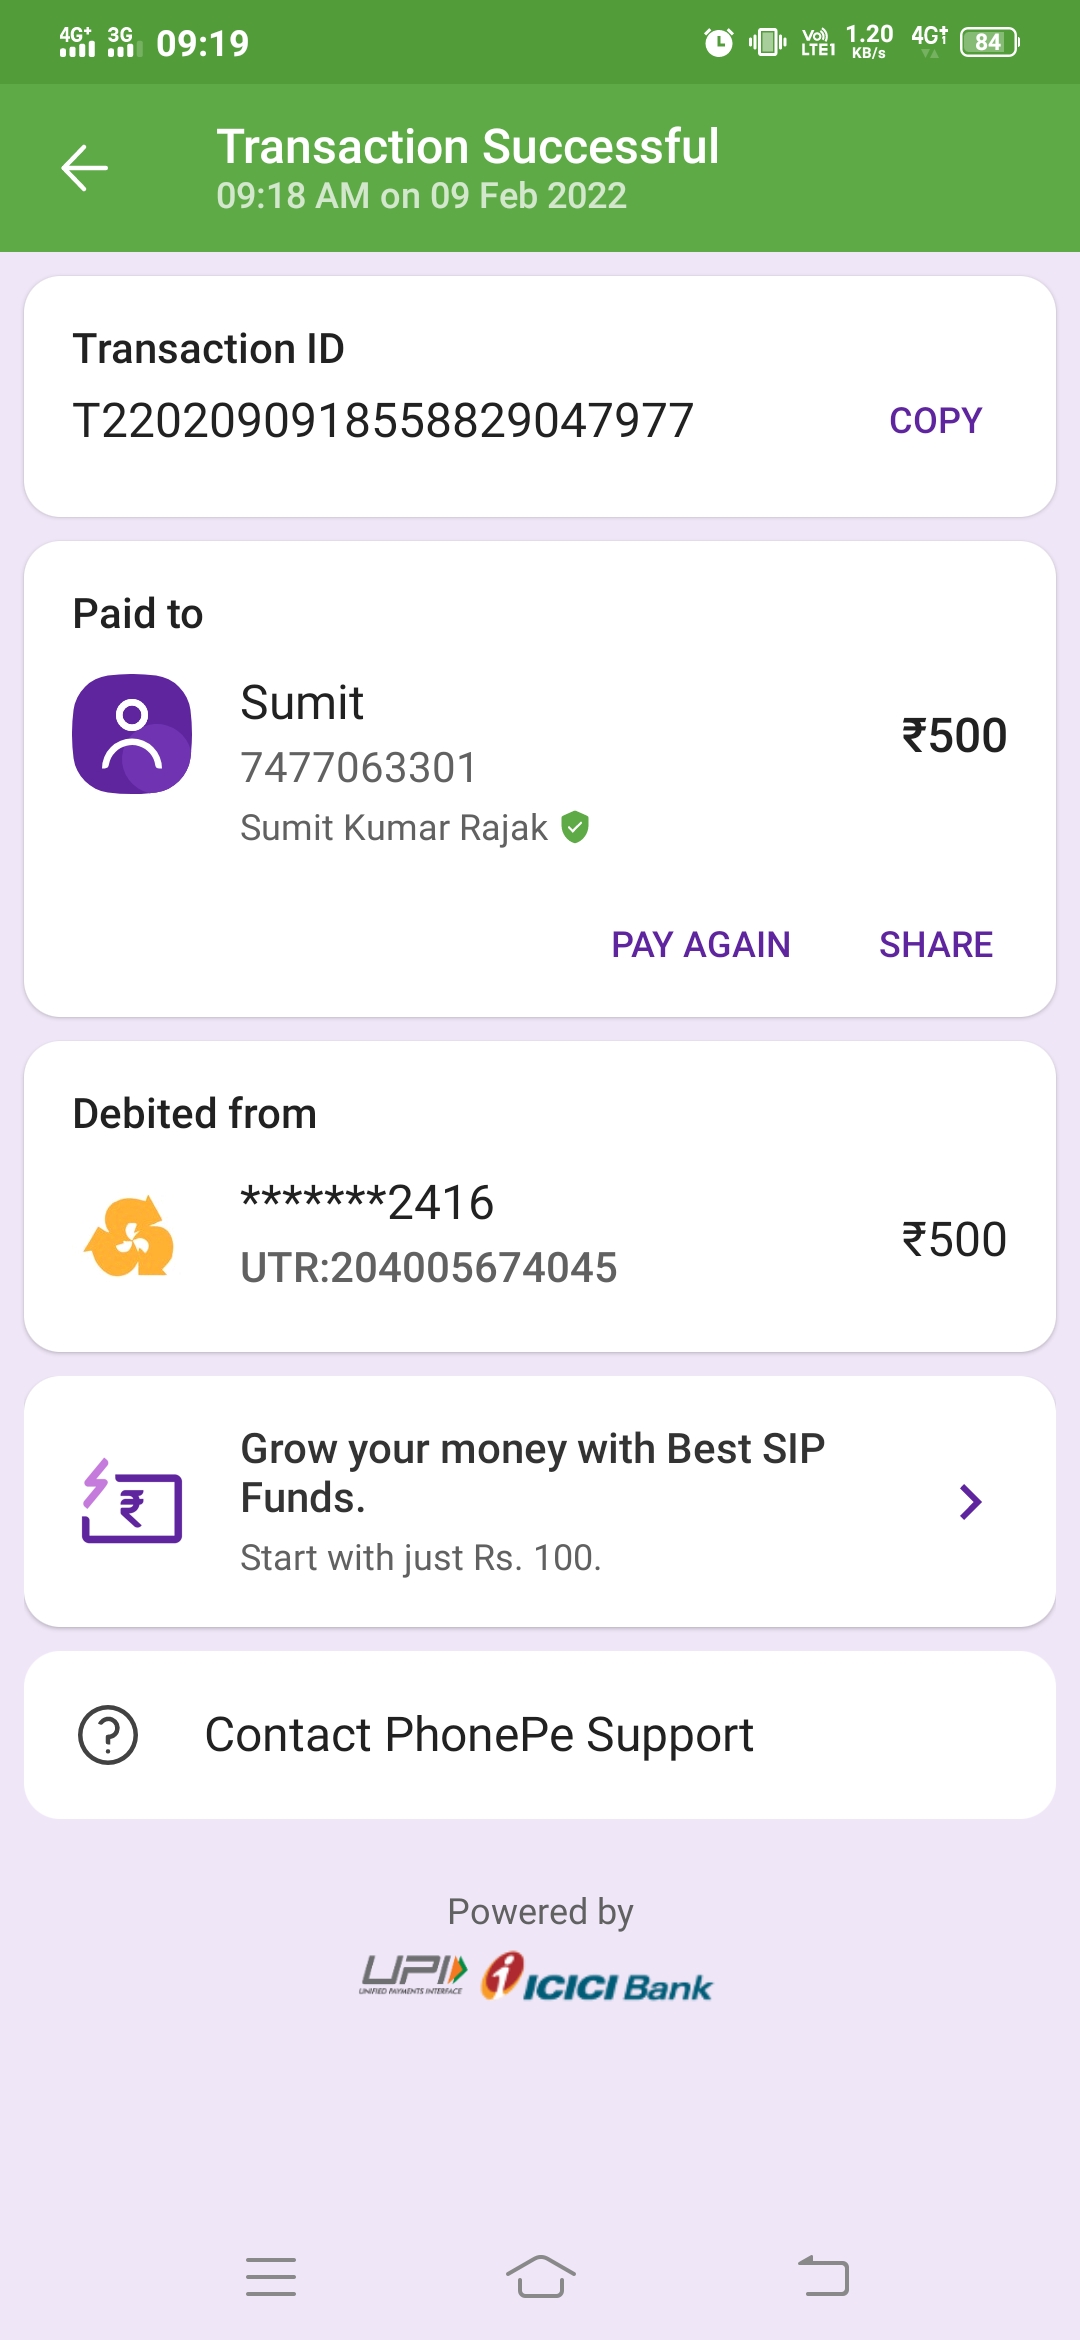 4G+ 3G 09:19 Vo)) LTE1 1.20 KB/s 4G+ 84
Transaction Successful
09:18 AM on 09 Feb 2022
Transaction ID
T2202090918558829047977 COPY
Paid to
Sumit
7477063301
₹500
Sumit Kumar Rajak
PAY AGAIN SHARE
Debited from
*******2416
UTR:204005674045
₹500
Grow your money with Best SIP
Funds.
Start with just Rs. 100.
Contact PhonePe Support
Powered by
UPI UNIFIED PAYMENTS INTERFACE ICICI Bank